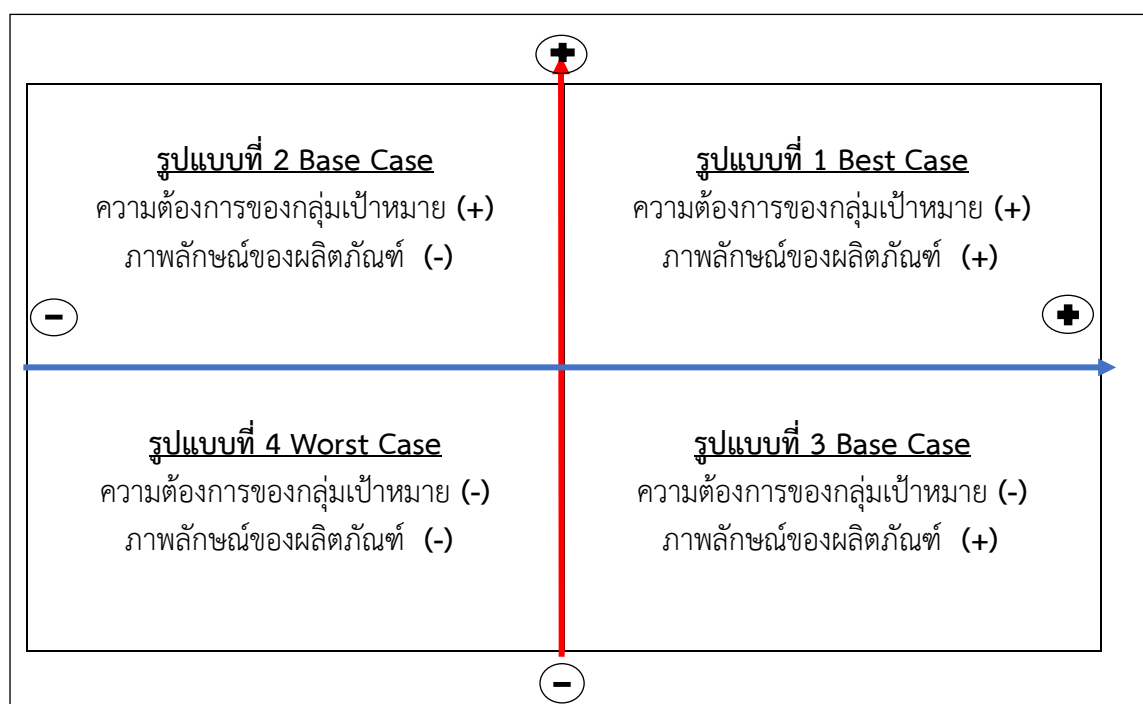 +
รูปแบบที่ 2 Base Case
ความต้องการของกลุ่มเป้าหมาย (+)
ภาพลักษณ์ของผลิตภัณฑ์ (-)
รูปแบบที่ 1 Best Case
ความต้องการของกลุ่มเป้าหมาย (+)
ภาพลักษณ์ของผลิตภัณฑ์ (+)
-
+
รูปแบบที่ 4 Worst Case
ความต้องการของกลุ่มเป้าหมาย (-)
ภาพลักษณ์ของผลิตภัณฑ์ (-)
รูปแบบที่ 3 Base Case
ความต้องการของกลุ่มเป้าหมาย (-)
ภาพลักษณ์ของผลิตภัณฑ์ (+)
-